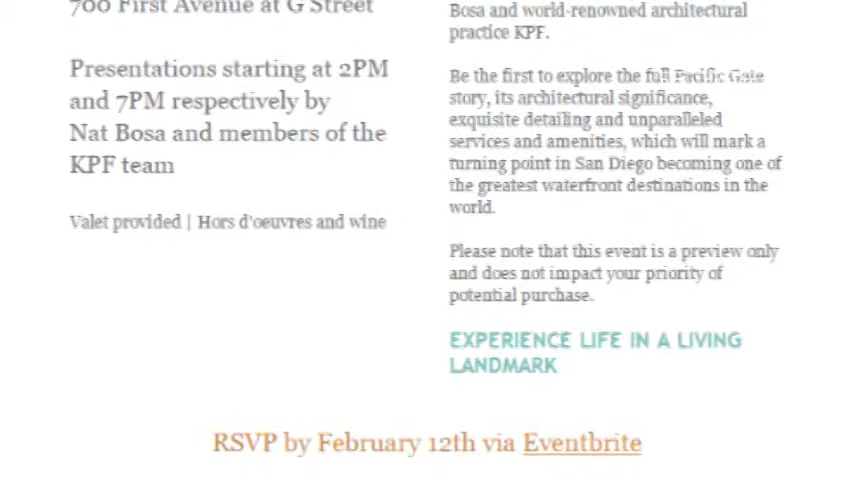 700 First Avenue at G Street
Presentations starting at 2PM
and 7PM respectively by
Nat Bosa and members of the
KPF team
Valet provided | Hors d'oeuvres and wine
Bosa and world-renowned architectural
practice KPF.
Be the first to explore the full Pacific Gate
story, its architectural significance,
exquisite detailing and unparalleled
services and amenities, which will mark a
turning point in San Diego becoming one of
the greatest waterfront destinations in the
world.
Please note that this event is a preview only
and does not impact your priority of
potential purchase.
EXPERIENCE LIFE IN A LIVING
LANDMARK
RSVP by February 12th via Eventbrite